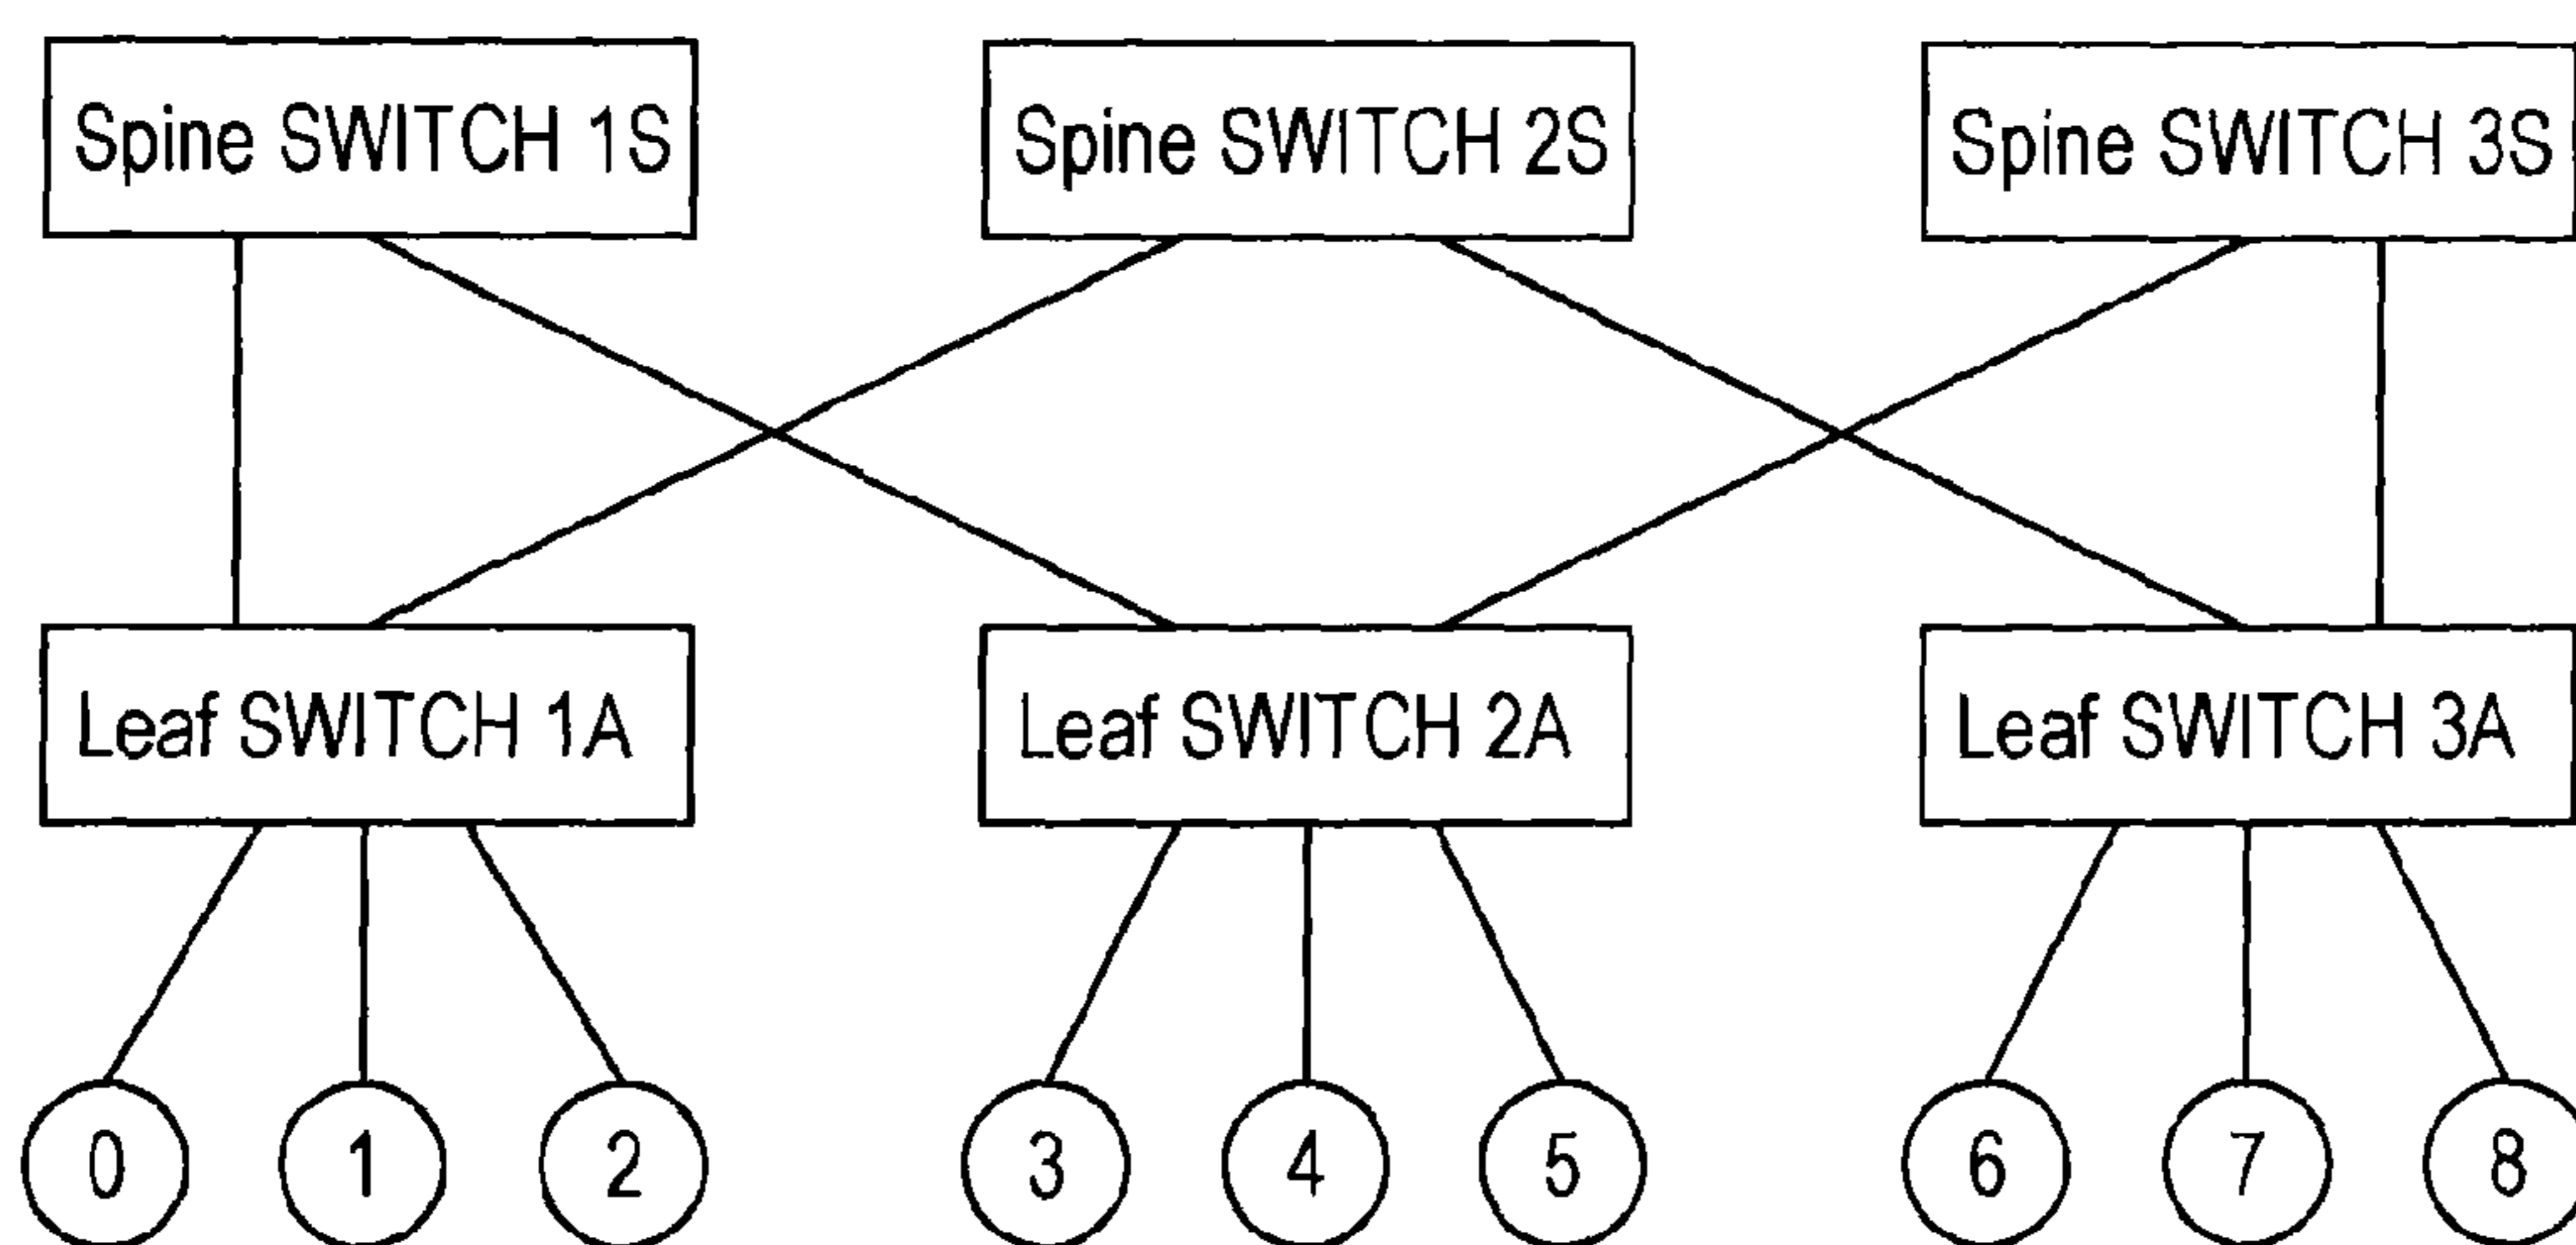 Spine SWITCH 1S
Spine SWITCH 2S
Spine SWITCH 3S
Leaf SWITCH 1A
Leaf SWITCH 2A
Leaf SWITCH 3A
0
1
2
3
4
5
6
7
8